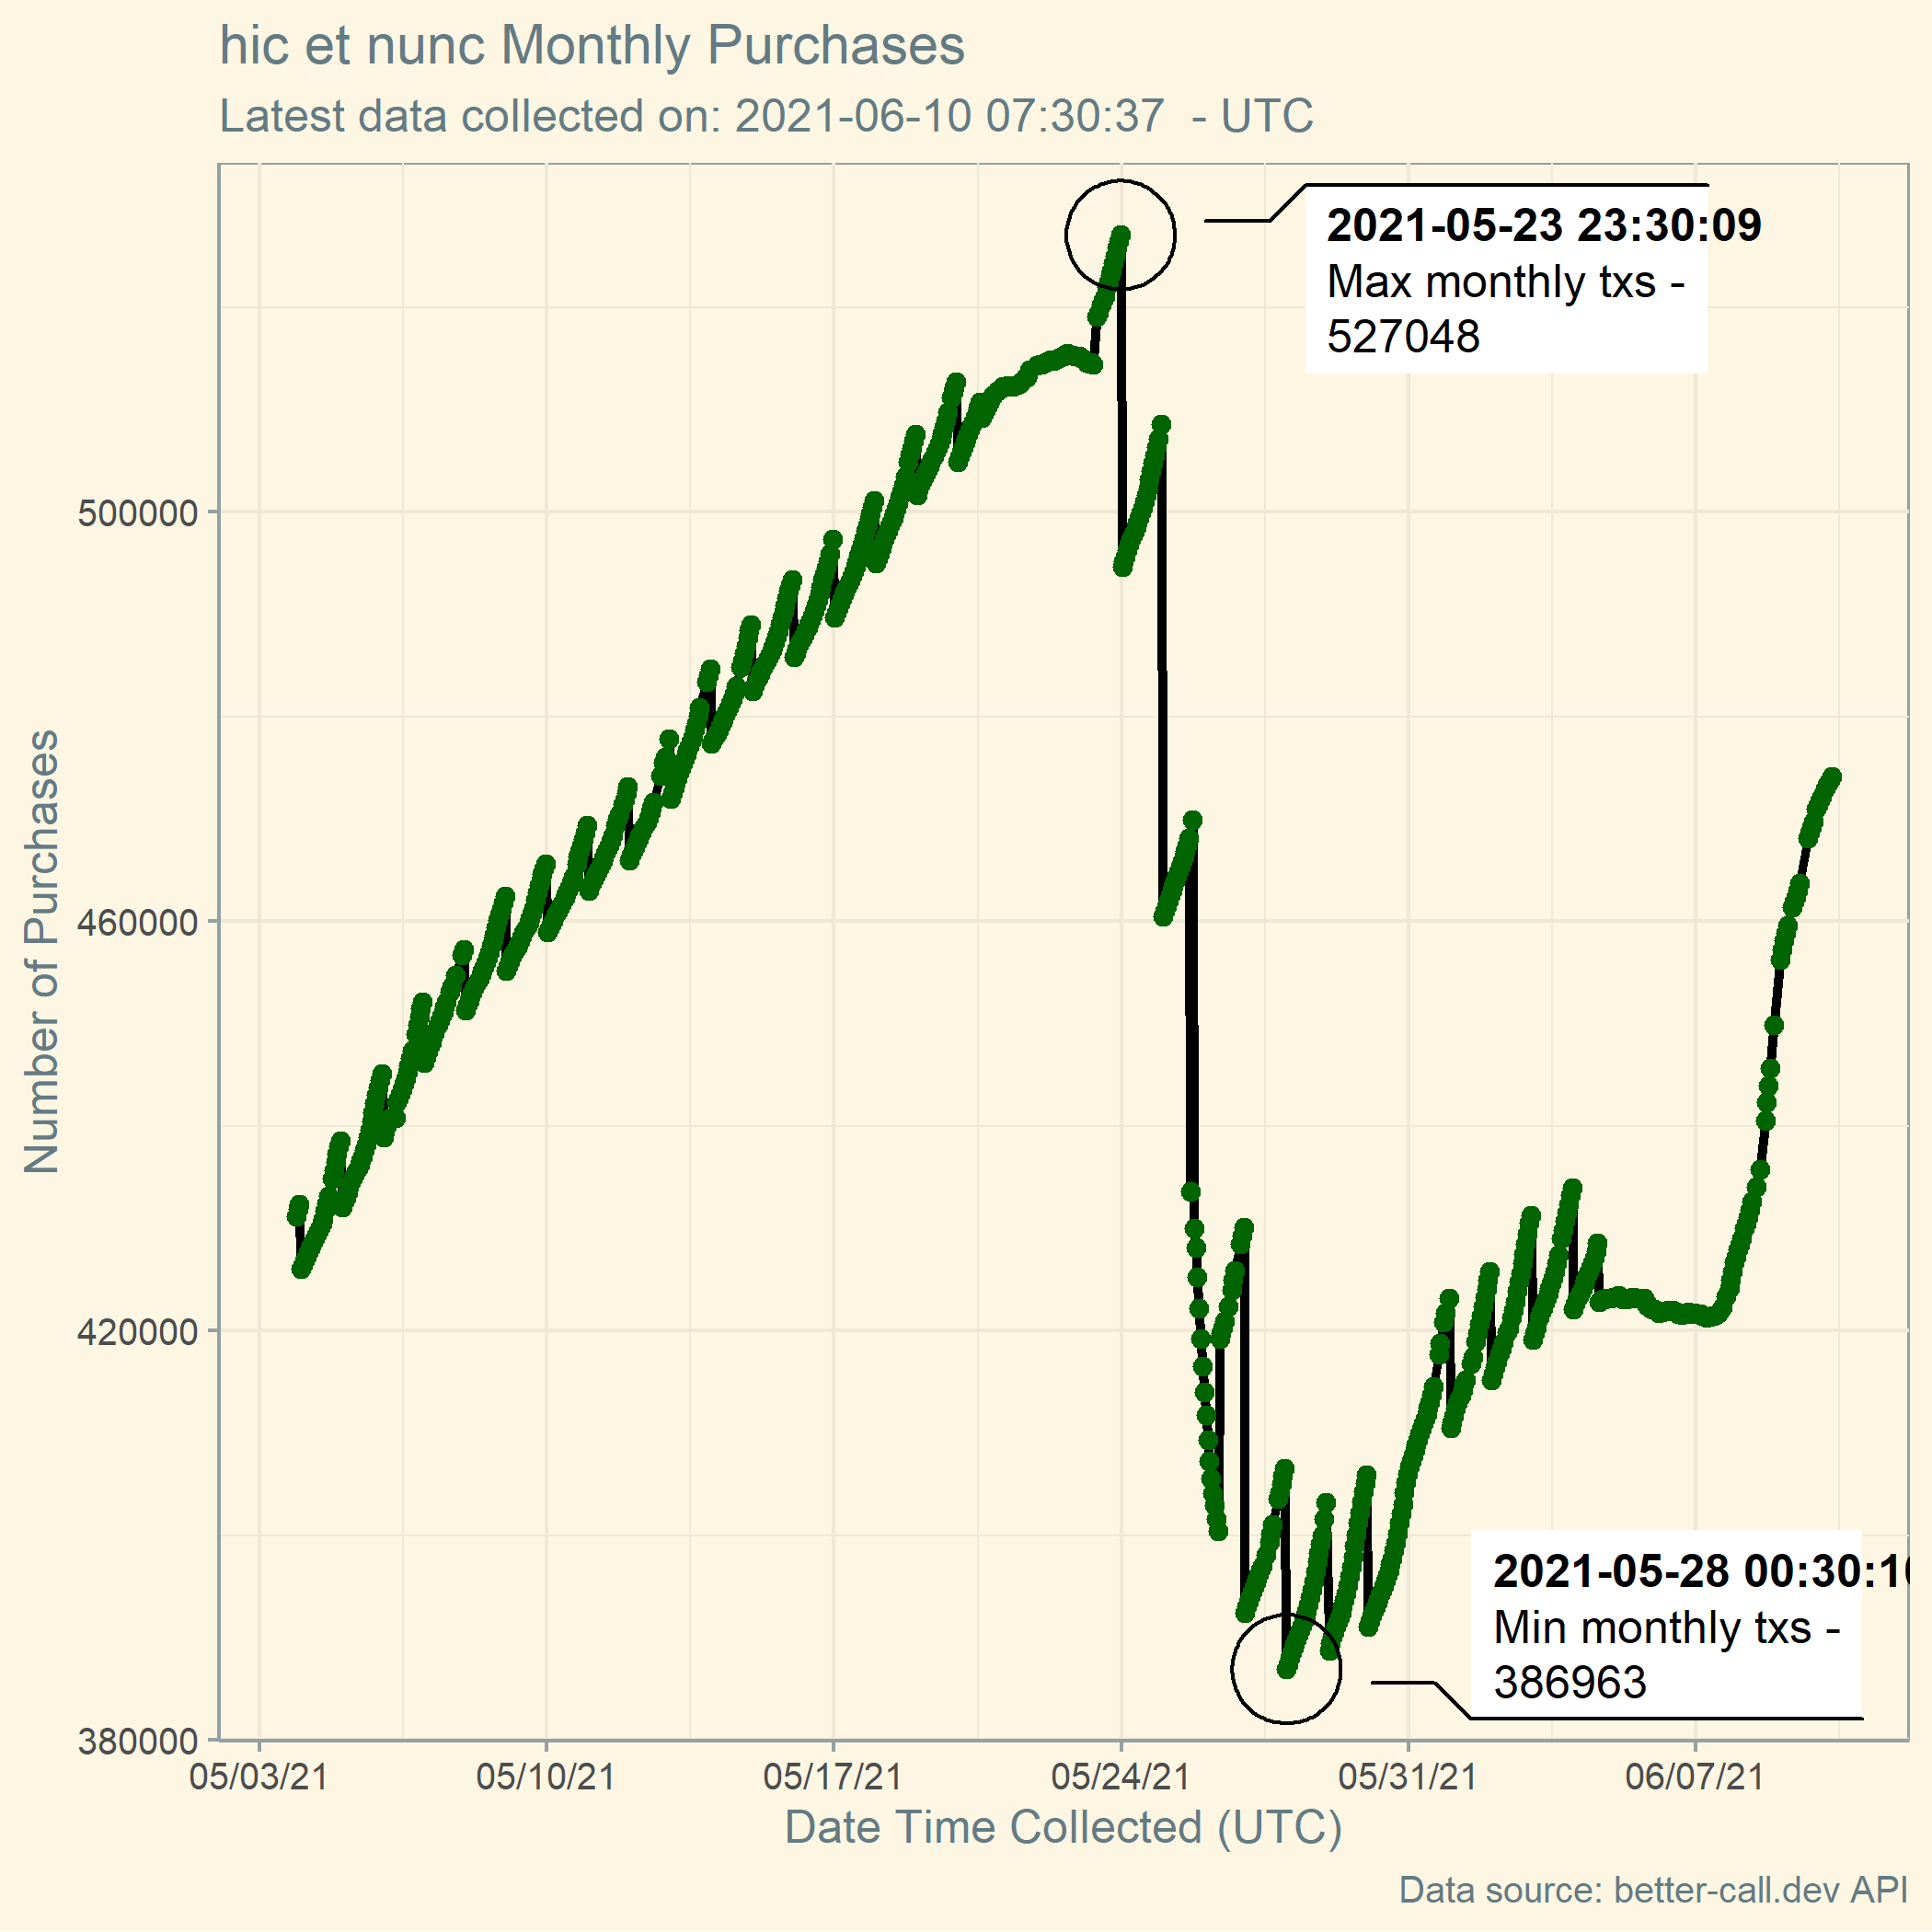 hic et nunc Monthly Purchases
Latest data collected on: 2021-06-10 07:30:37 - UTC
2021-05-23 23:30:09
Max monthly txs -
527048
Number of Purchases
500000
460000
420000
380000
2021-05-28
Min monthly txs -
386963
05/03/21
05/10/21
05/17/21
05/24/21
05/31/21
06/07/21
Date Time Collected (UTC)
Data source: better-call.dev API